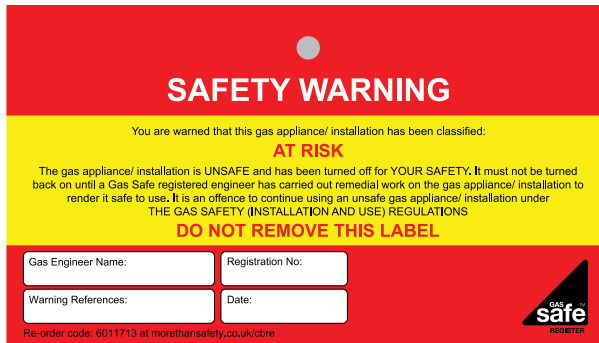 SAFETY WARNING
You are warned that this gas appliance/ installation has been classified:
AT RISK
The gas appliance/ installation is UNSAFE and has been turned off for YOUR SAFETY. It must not be turned
back on until a Gas Safe registered engineer has carried out remedial work on the gas appliance/ installation to
render it safe to use. It is an offence to continue using an unsafe gas appliance/ installation under
THE GAS SAFETY (INSTALLATION AND USE) REGULATIONS
DO NOT REMOVE THIS LABEL
Gas Engineer Name:
Registration No:
Warning References:
Date:
GAS
safe™
REGISTER
Re-order code: 6011713 at morethansafety.co.uk/cbre